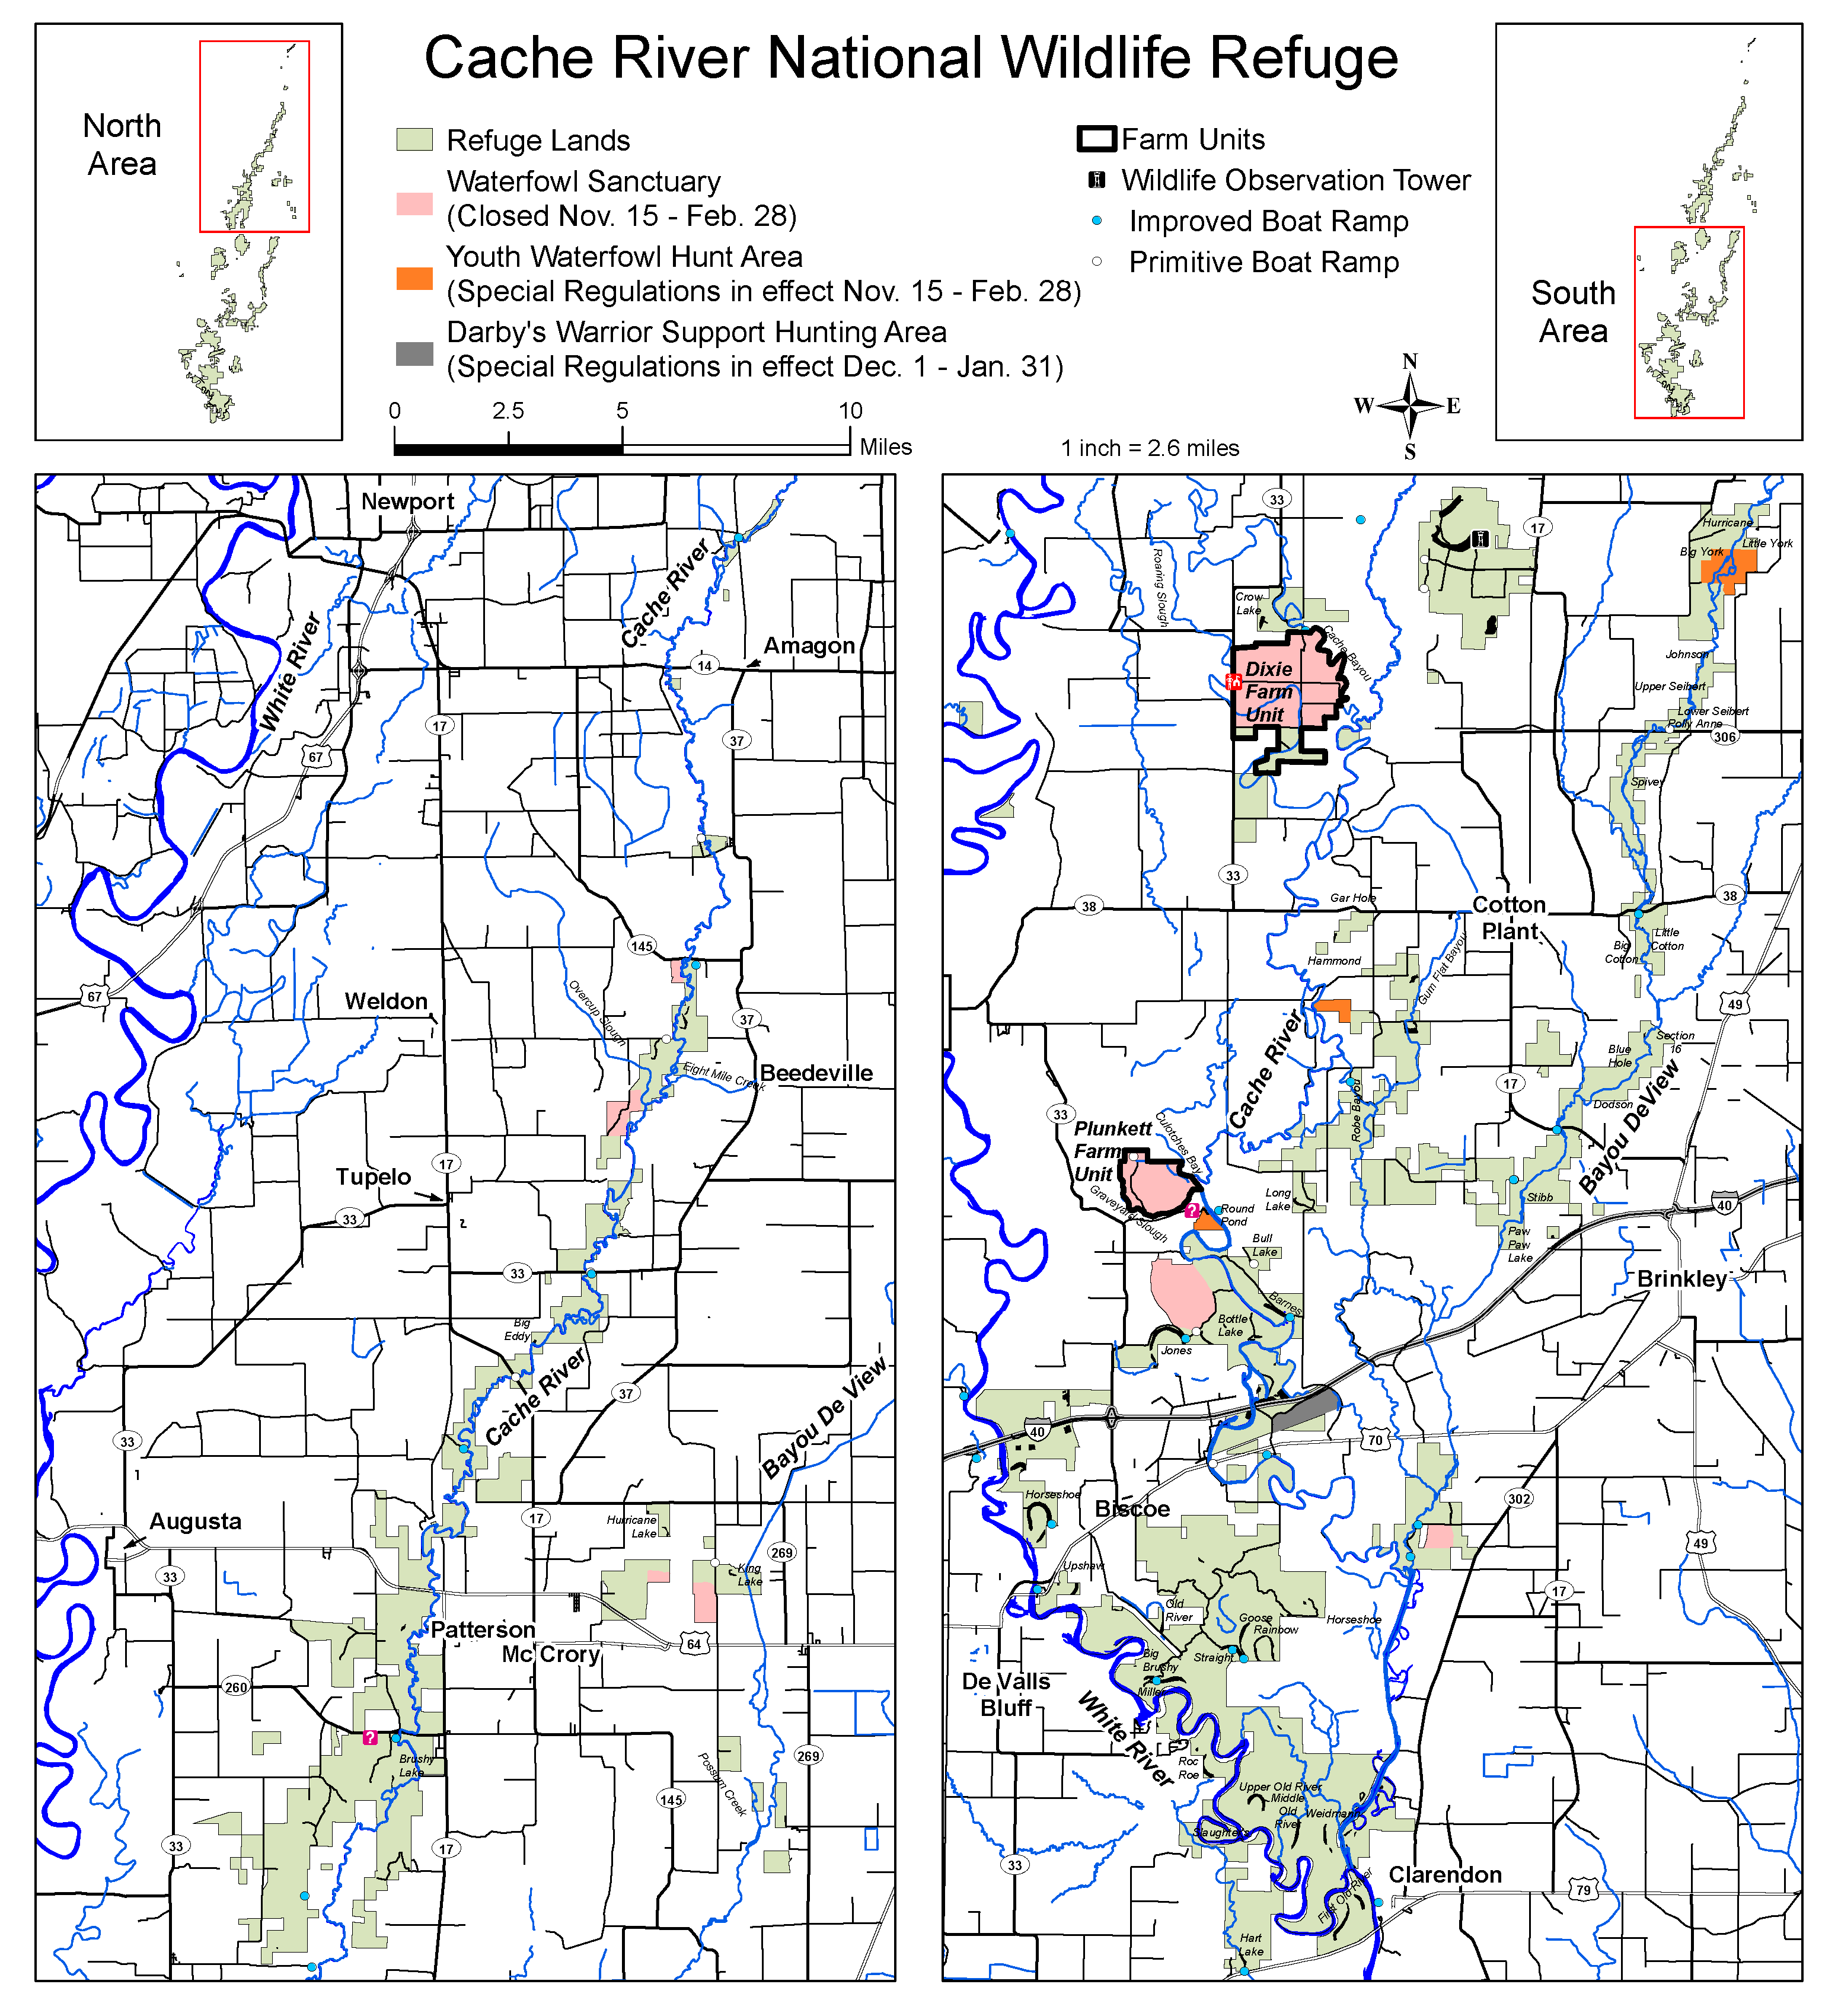 Cache River National Wildlife Refuge
North
Area
South
Area
Refuge Lands
Waterfowl Sanctuary
(Closed Nov. 15 - Feb. 28)
Youth Waterfowl Hunt Area
(Special Regulations in effect Nov. 15 - Feb. 28)
Darby's Warrior Support Hunting Area
(Special Regulations in effect Dec. 1 - Jan. 31)
Farm Units
Wildlife Observation Tower
Improved Boat Ramp
Primitive Boat Ramp
0 2.5 5 10
Miles
1 inch = 2.6 miles
N
W E
S
Newport
Cache River
White River
14
Amagon
17
37
67
145
67
Weldon
Overcup Slough
37
Eight Mile Creek
Beedeville
17
Tupelo
33
33
Big
Eddy
Cache River
37
Bayou De View
33
Augusta
17
Hurricane
Lake
269
33
King
Lake
Patterson
Mc Crory
64
260
?
Brushy
Lake
Possum Creek
269
145
33
17
33
17
Roaring Slough
Hurricane
Little York
Big York
Crow
Lake
Cache Bayou
Dixie
Farm
Unit
Johnson
Upper Seibert
Lower Seibert
Polly Anne
306
Spivey
33
38
Gar Hole
Cotton
Plant
38
Little
Cotton
Big
Cotton
Hammond
Gum Flat Bayou
49
Cache River
Section
16
Blue
Hole
17
33
Robe Bayou
Dodson
Bayou DeView
Plunkett
Farm
Unit
Culotches Bay
Graveyard Slough
?
Round
Pond
Long
Lake
Stibb
40
Bull
Lake
Paw
Paw
Lake
Brinkley
Barnes
Bottle
Lake
Jones
40
70
Horseshoe
Biscoe
302
49
Upshaw
17
Old
River
Goose
Rainbow
Horseshoe
Straight
Big
Brushy
Miller
De Valls
Bluff
White River
Roc
Roe
Upper Old River
Middle
Old
River
Weidman
Slaughter's
33
First Old River
Clarendon
79
Hart
Lake